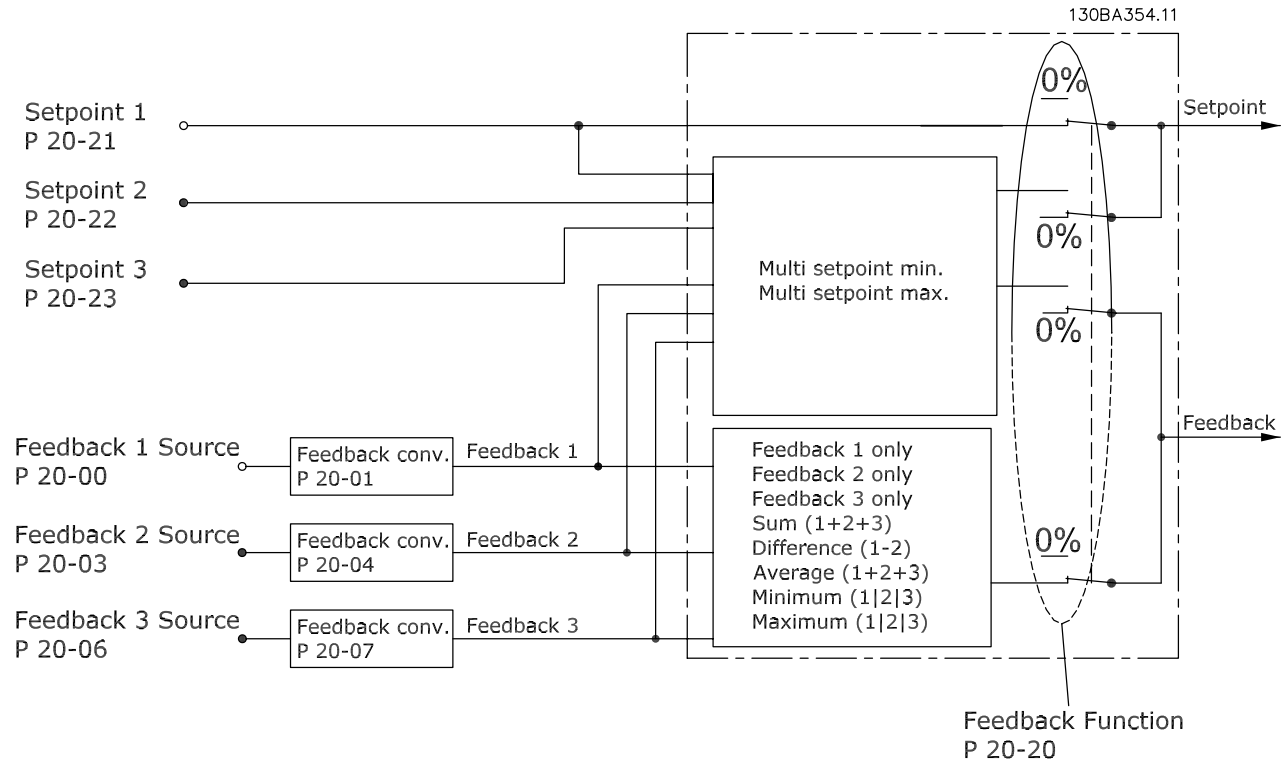 130BA354.11
0%
Setpoint 1
P 20-21
Setpoint
Setpoint 2
P 20-22
0%
Setpoint 3
P 20-23
Multi setpoint min.
Multi setpoint max.
0%
Feedback
Feedback 1 Source
P 20-00
Feedback conv.
P 20-01
Feedback 1
Feedback 2 Source
P 20-03
Feedback conv.
P 20-04
Feedback 2
Feedback 3 Source
P 20-06
Feedback conv.
P 20-07
Feedback 3
Feedback 1 only
Feedback 2 only
Feedback 3 only
Sum (1+2+3)
Difference (1-2)
Average (1+2+3)
Minimum (1|2|3)
Maximum (1|2|3)
0%
Feedback Function
P 20-20